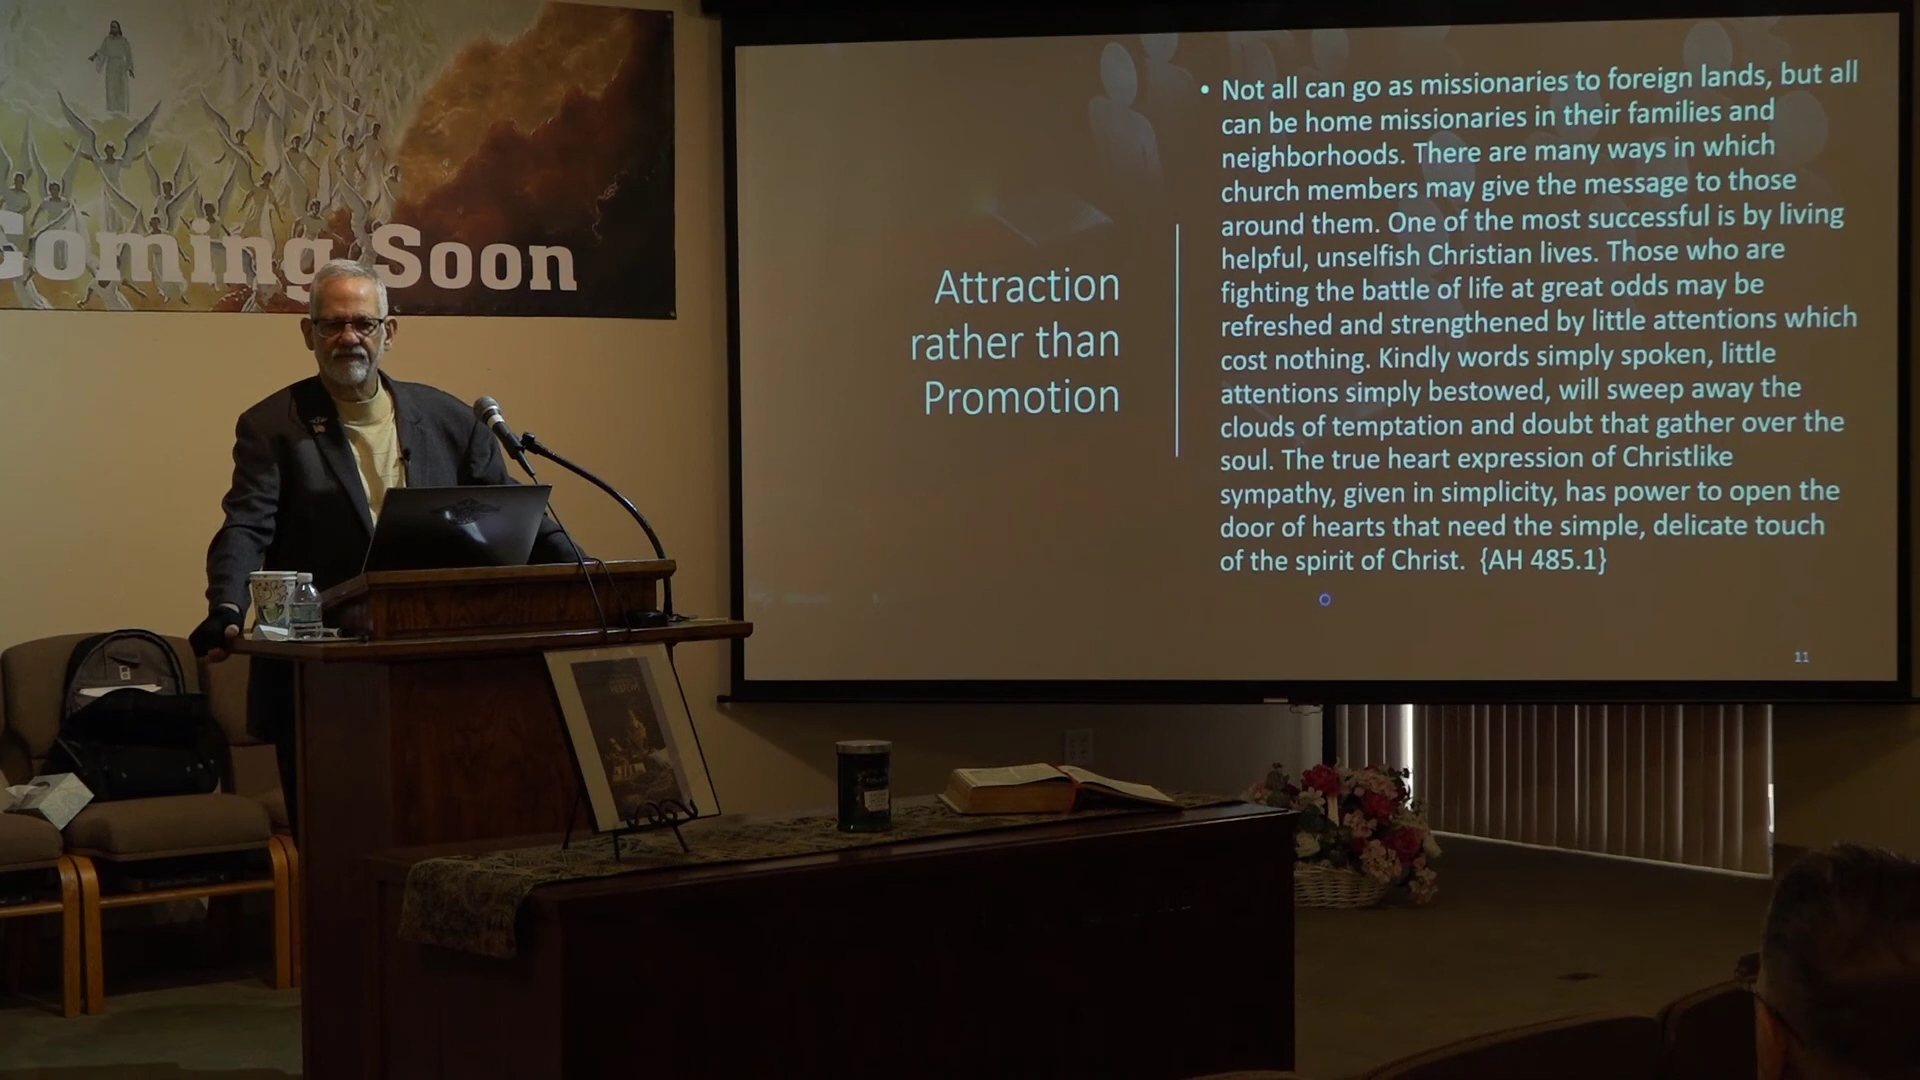 Coming Soon
Attraction
rather than
Promotion
• Not all can go as missionaries to foreign lands, but all
can be home missionaries in their families and
neighborhoods. There are many ways in which
church members may give the message to those
around them. One of the most successful is by living
helpful, unselfish Christian lives. Those who are
fighting the battle of life at great odds may be
refreshed and strengthened by little attentions which
cost nothing. Kindly words simply spoken, little
attentions simply bestowed, will sweep away the
clouds of temptation and doubt that gather over the
soul. The true heart expression of Christlike
sympathy, given in simplicity, has power to open the
door of hearts that need the simple, delicate touch
of the spirit of Christ. {AH 485.1}
11